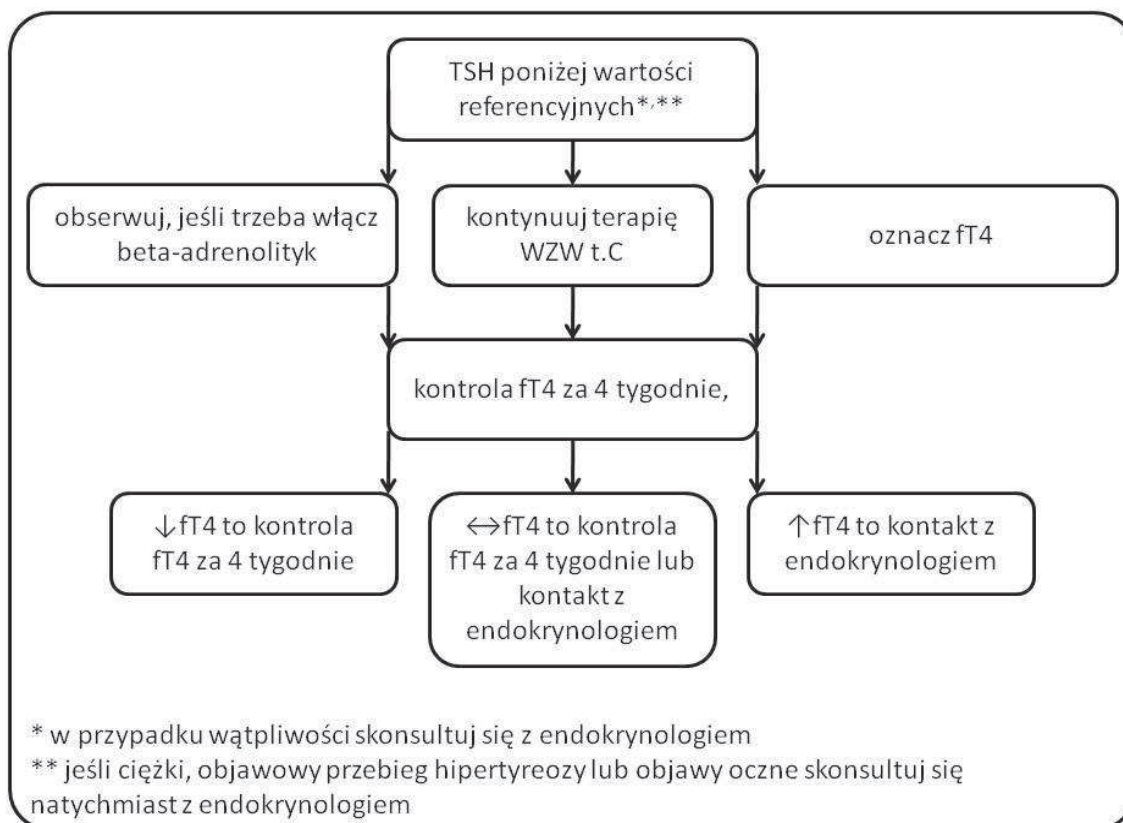 TSH poniżej wartości
referencyjnych*,**
obserwuj, jeśli trzeba włącz
beta-adrenolityk
kontynuuj terapię
WZW t.C
oznacz fT4
kontrola fT4 za 4 tygodnie,
↓fT4 to kontrola
fT4 za 4 tygodnie
↔fT4 to kontrola
fT4 za 4 tygodnie lub
kontakt z
endokrynologiem
↑fT4 to kontakt z
endokrynologiem
* w przypadku wątpliwości skonsultuj się z endokrynologiem
** jeśli ciężki, objawowy przebieg hipertyreozy lub objawy oczne skonsultuj się
natychmiast z endokrynologiem